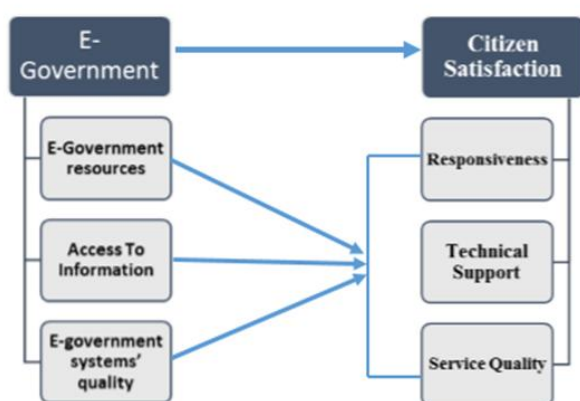 E-
Government
Citizen
Satisfaction
E-Government
resources
Access To
Information
E-government
systems'
quality
Responsiveness
Technical
Support
Service Quality